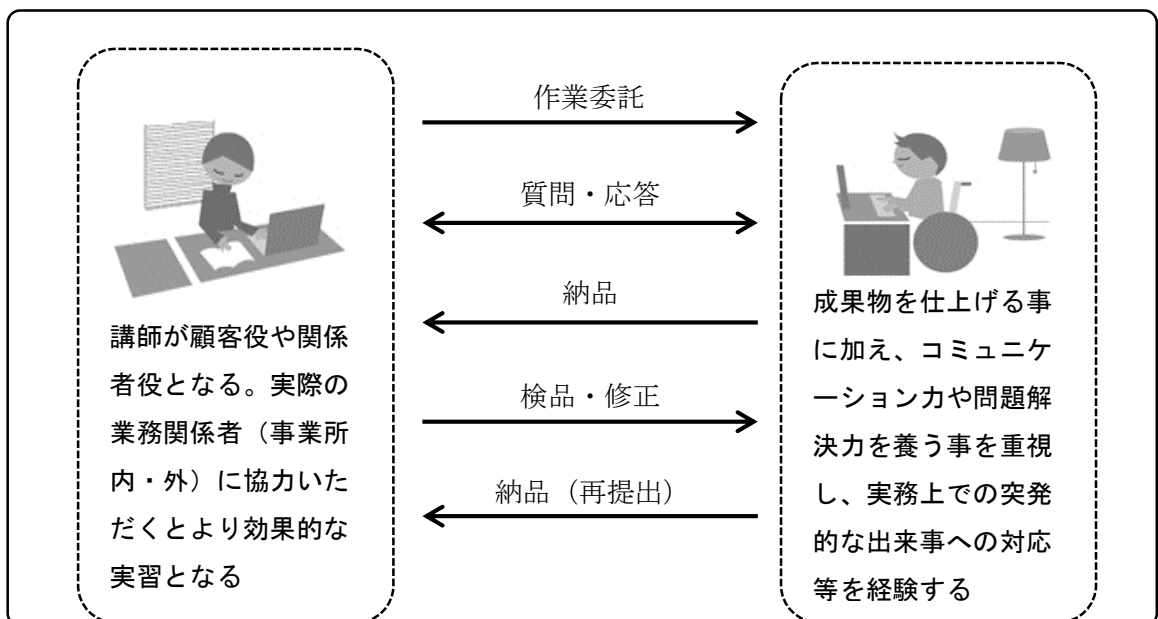 講師が顧客役や関係
者役となる。実際の
業務関係者（事業所
内・外）に協力いた
だくとより効果的な
実習となる
作業委託
質問・応答
納品
検品・修正
納品（再提出）
成果物を仕上げる事
に加え、コミュニケ
ーション力や問題解
決力を養う事を重視
し、実務上での突発
的な出来事への対応
等を経験する